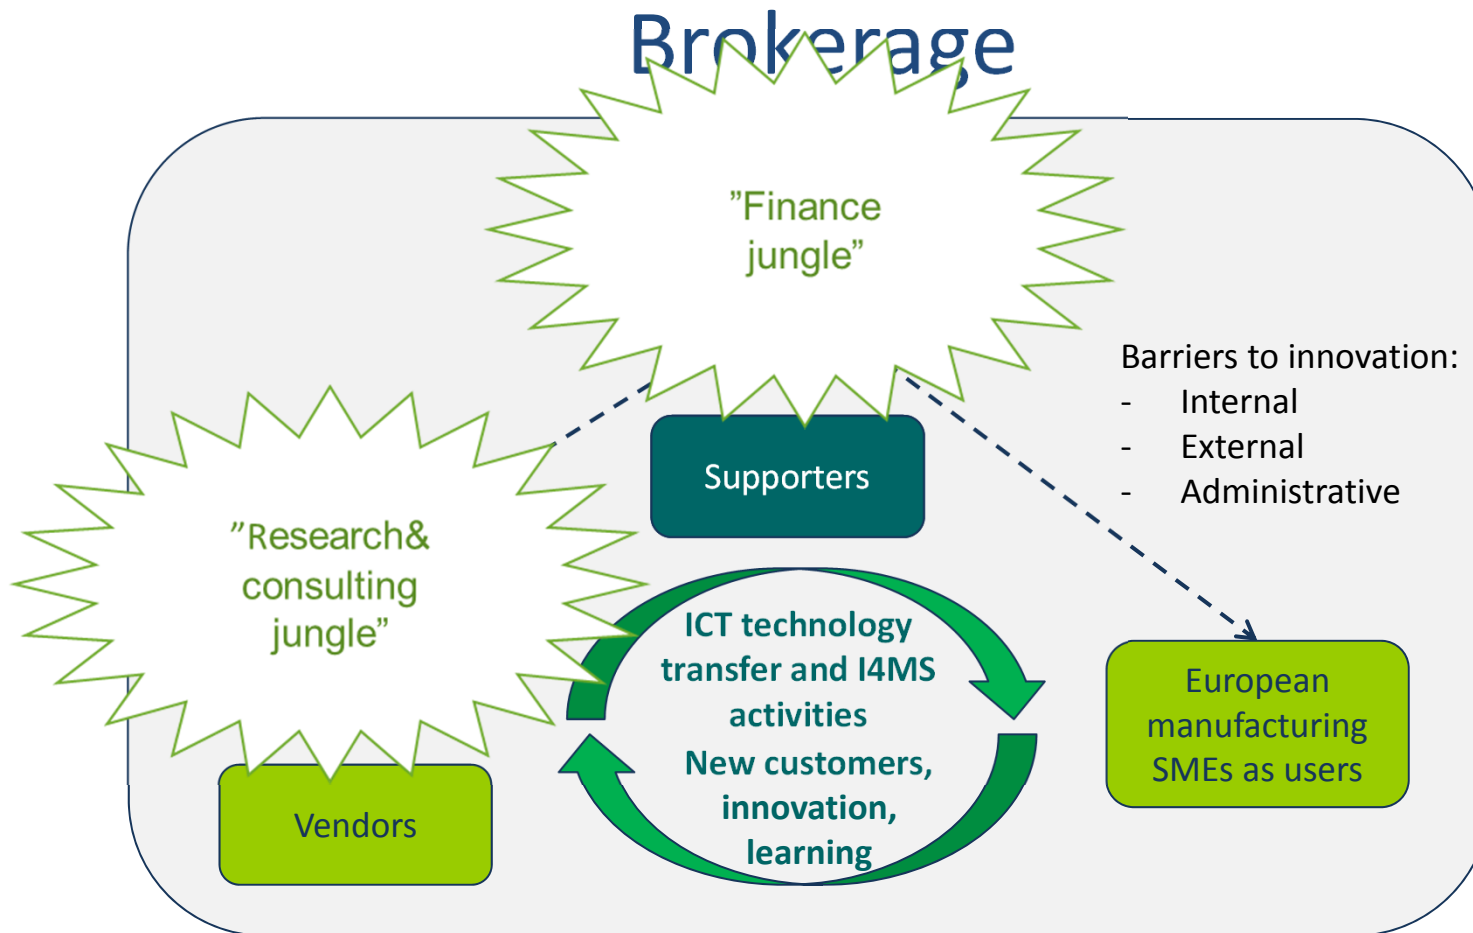 Brokerage
”Finance
jungle”
Barriers to innovation:
- Internal
- External
- Administrative
Supporters
”Research&
consulting
jungle”
ICT technology
transfer and I4MS
activities
New customers,
innovation,
learning
European
manufacturing
SMEs as users
Vendors